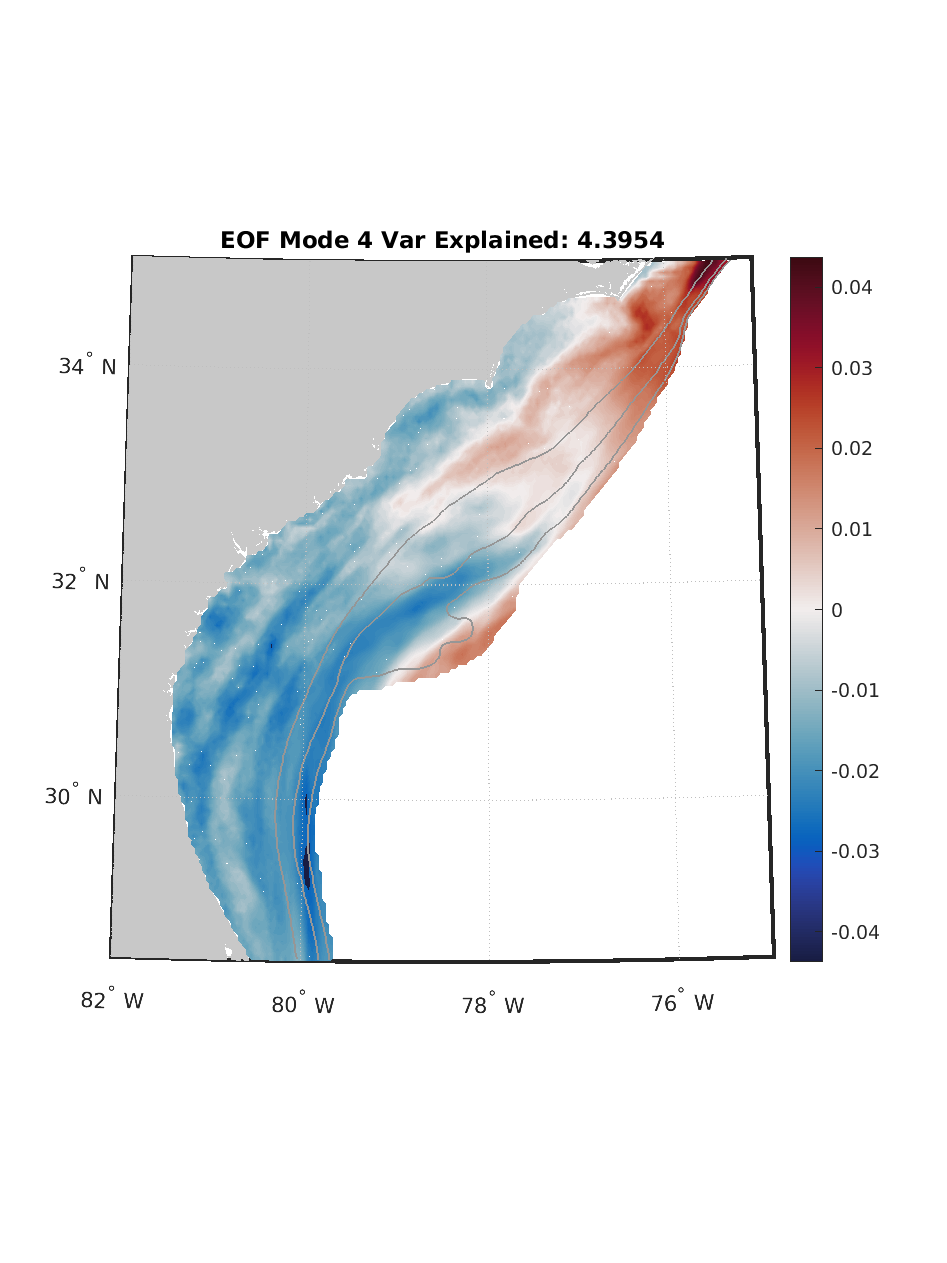 EOF Mode 4 Var Explained: 4.3954
34° N
32° N
30° N
82° W
80° W
78° W
76° W
0.04
0.03
0.02
0.01
0
-0.01
-0.02
-0.03
-0.04